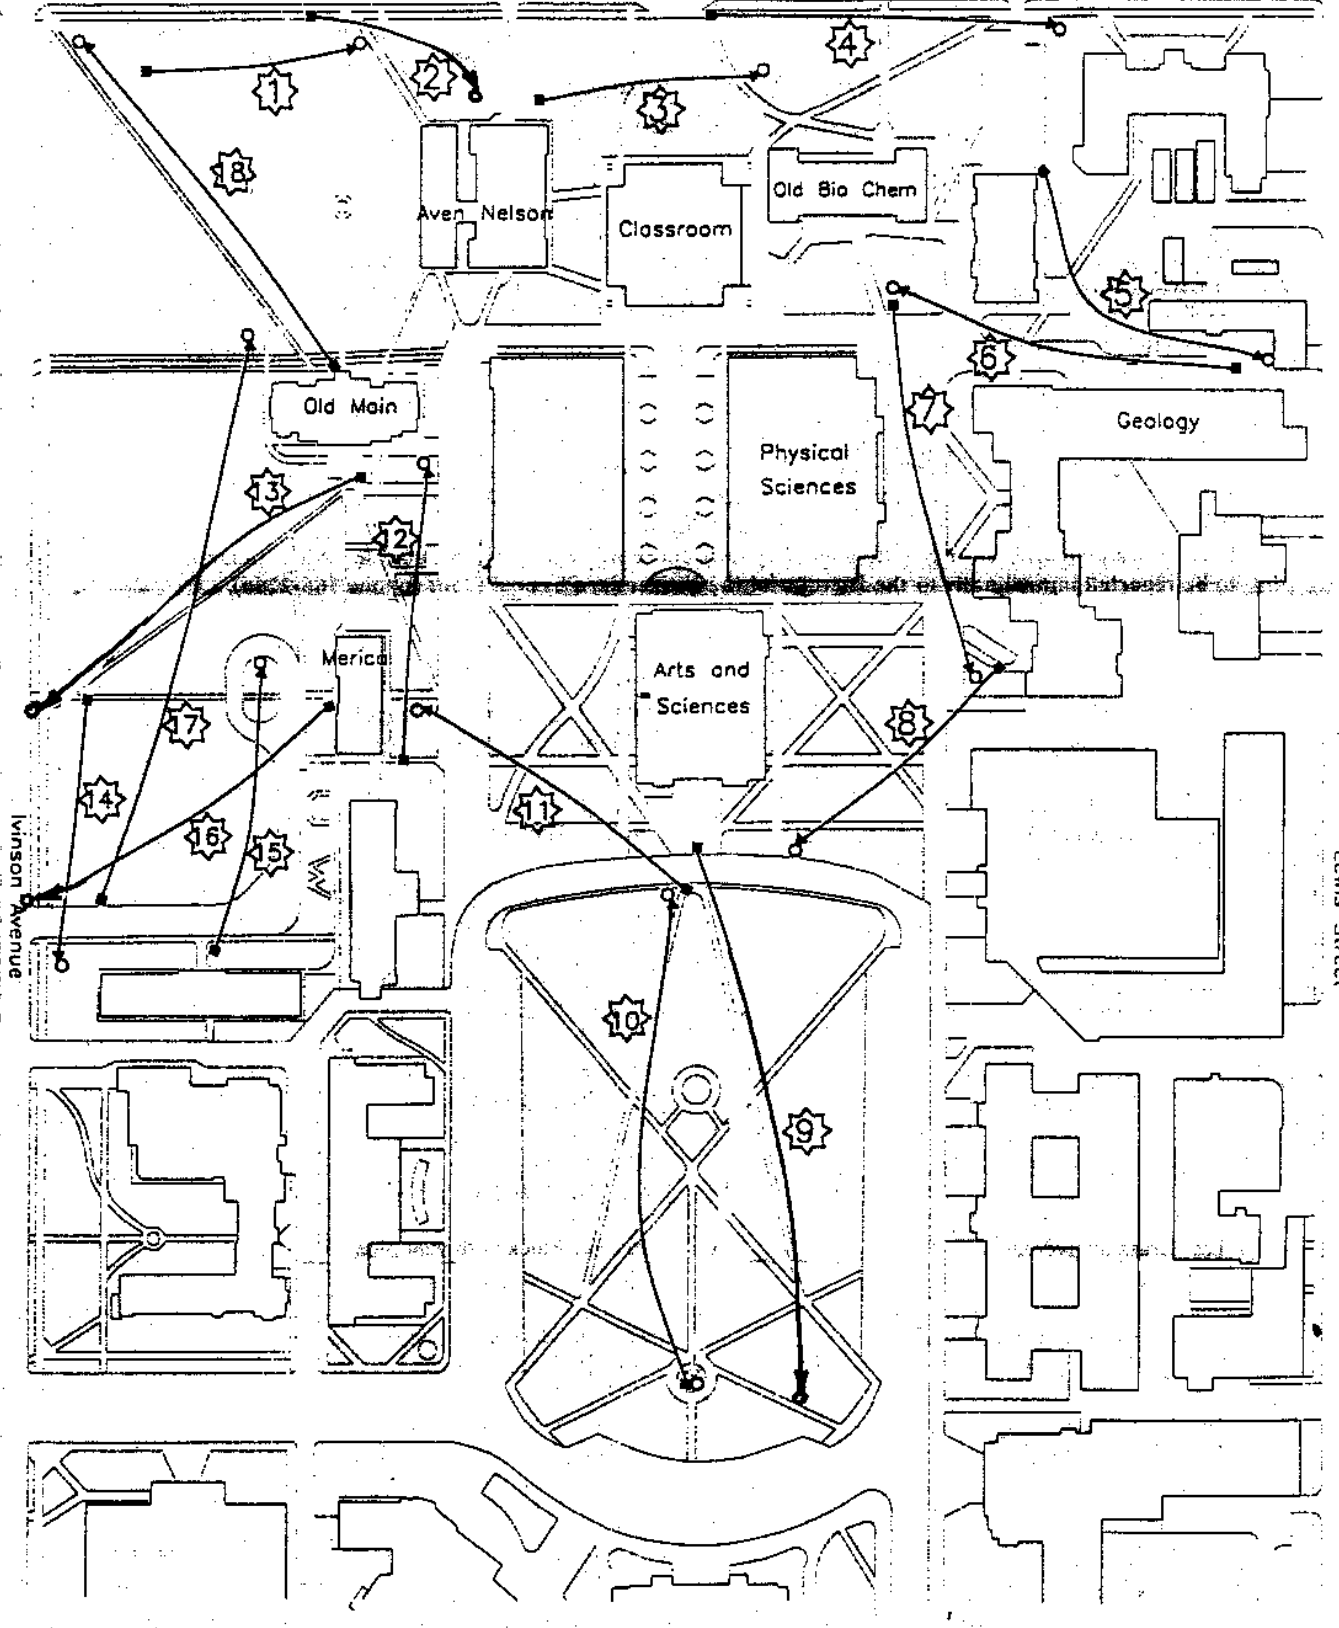 4
2
1
3
18
Old Bio Chem
Aven Nelson
Classroom
5
6
Old Main
7
Geology
Physical
Sciences
13
12
Merica
Arts and
Sciences
17
8
14
11
16
15
Ivinson Avenue
10
9